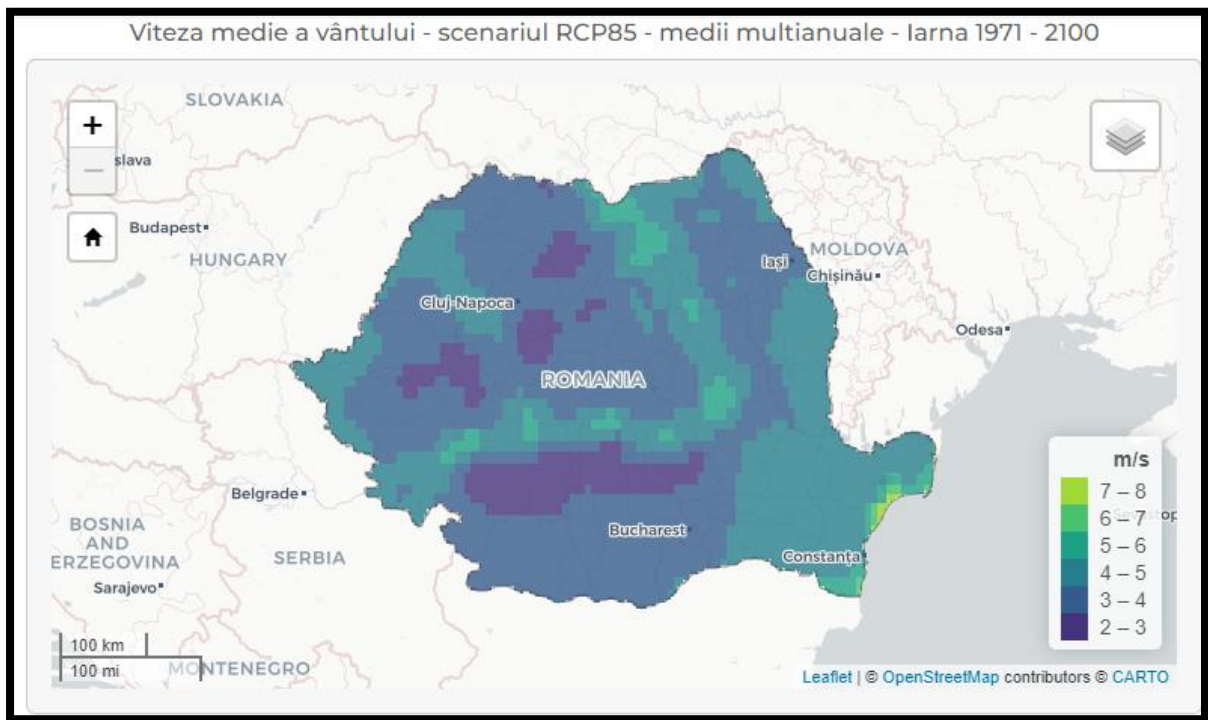 Viteza medie a vântului - scenariul RCP85 - medii multianuale - Iarna 1971 - 2100
SLOVAKIA
+
slava
−
Budapest
HUNGARY
MOLDOVA
Iași
Chișinău
Cluj-Napoca
Odesa
ROMANIA
m/s
7 – 8
6 – 7
5 – 6
4 – 5
3 – 4
2 – 3
Belgrade
BOSNIA
AND
ERZEGOVINA
Bucharest
SERBIA
Constanța
Sarajevo
100 km
100 mi
MONTENEGRO
Leaflet | © OpenStreetMap contributors © CARTO